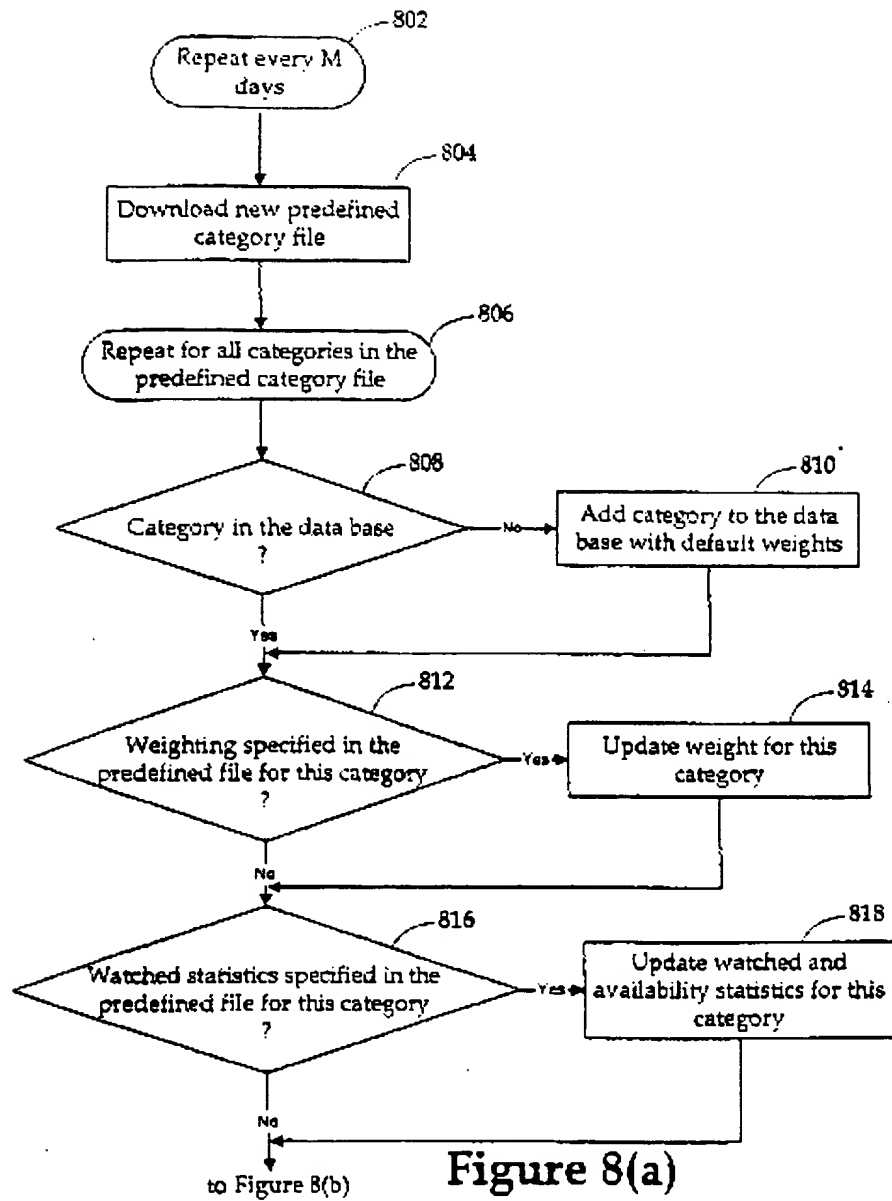 802
Repeat every M
days
804
Download new predefined
category file
806
Repeat for all categories in the
predefined category file
808
Category in the data base
?
No
810
Add category to the data
base with default weights
Yes
812
Weighting specified in the
predefined file for this category
?
Yes
814
Update weight for this
category
No
816
Watched statistics specified in the
predefined file for this category
?
Yes
818
Update watched and
availability statistics for this
category
No
to Figure 8(b)
Figure 8(a)